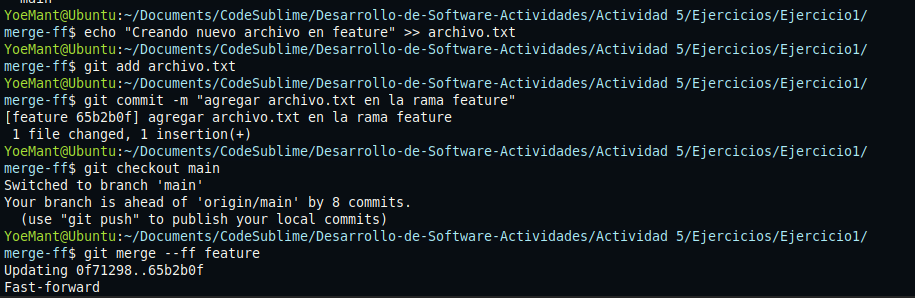 main
YoeMant@Ubuntu:~/Documents/CodeSublime/Desarrollo-de-Software-Actividades/Actividad 5/Ejercicios/Ejercicio1/
merge-ff$ echo "Creando nuevo archivo en feature" >> archivo.txt
YoeMant@Ubuntu:~/Documents/CodeSublime/Desarrollo-de-Software-Actividades/Actividad 5/Ejercicios/Ejercicio1/
merge-ff$ git add archivo.txt
YoeMant@Ubuntu:~/Documents/CodeSublime/Desarrollo-de-Software-Actividades/Actividad 5/Ejercicios/Ejercicio1/
merge-ff$ git commit -m "agregar archivo.txt en la rama feature"
[feature 65b2b0f] agregar archivo.txt en la rama feature
 1 file changed, 1 insertion(+)
YoeMant@Ubuntu:~/Documents/CodeSublime/Desarrollo-de-Software-Actividades/Actividad 5/Ejercicios/Ejercicio1/
merge-ff$ git checkout main
Switched to branch 'main'
Your branch is ahead of 'origin/main' by 8 commits.
  (use "git push" to publish your local commits)
YoeMant@Ubuntu:~/Documents/CodeSublime/Desarrollo-de-Software-Actividades/Actividad 5/Ejercicios/Ejercicio1/
merge-ff$ git merge --ff feature
Updating 0f71298..65b2b0f
Fast-forward